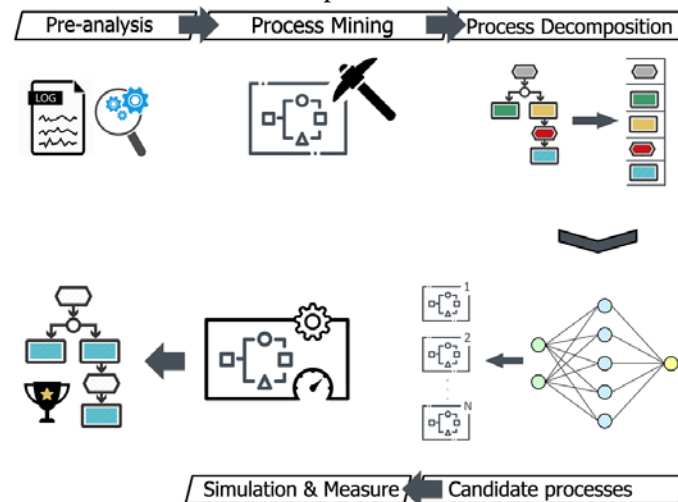 Pre-analysis
Process Mining
Process Decomposition
LOG
1
2
N
Simulation & Measure
Candidate processes